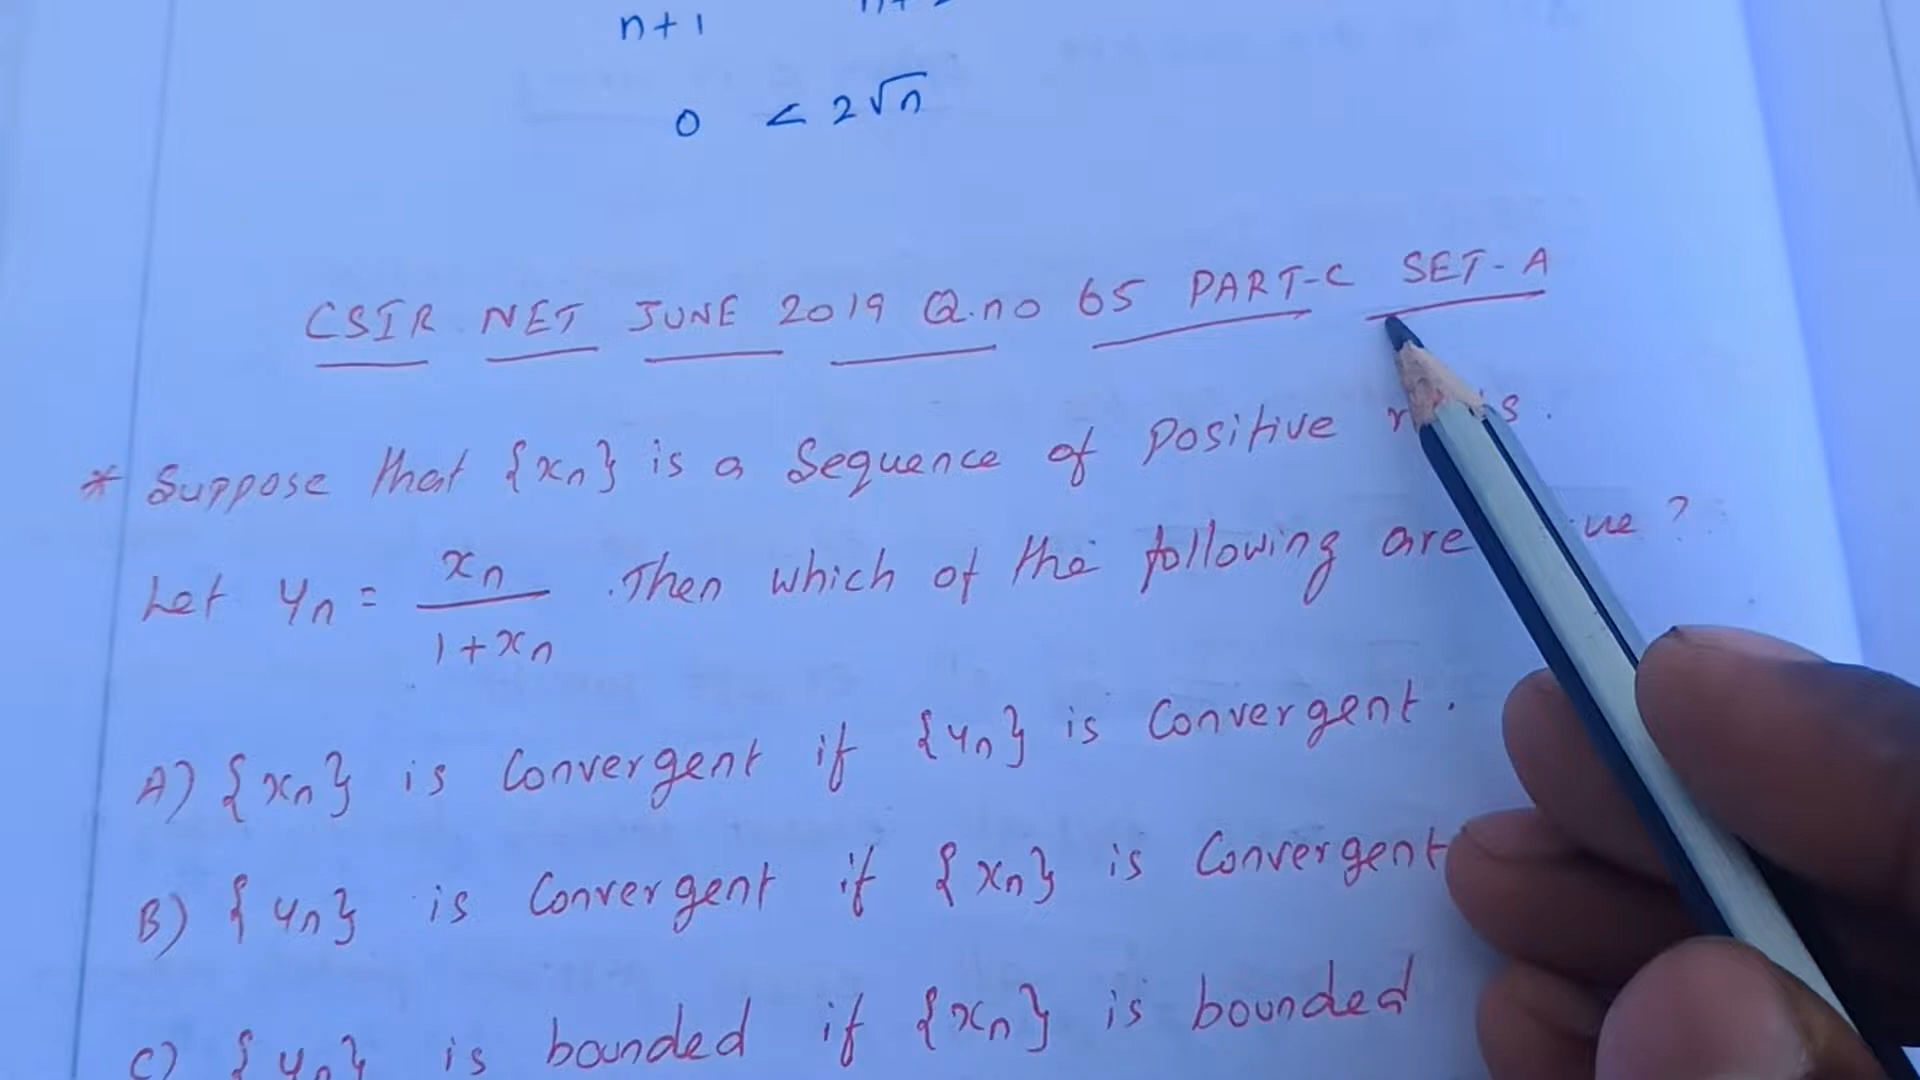 n+1
0 < 2√n
CSIR NET JUNE 2019 Q.no 65 PART-C SET-A
* Suppose that {xn} is a Sequence of Positive
Let yn = xn / 1+xn . Then which of the following are ?
A) {xn} is Convergent if {yn} is Convergent.
B) {yn} is Convergent if {xn} is Convergent
C) {yn} is bounded if {xn} is bounded